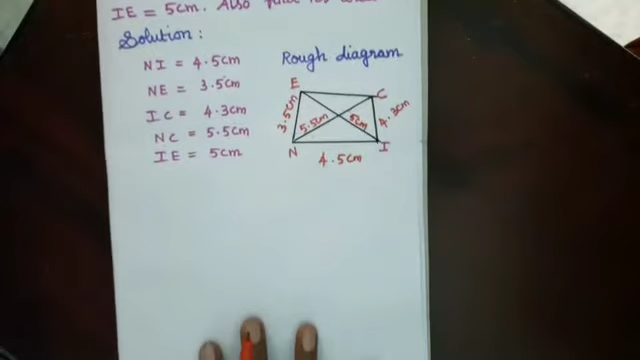 IE = 5cm. Also
Solution:
NI = 4.5cm
NE = 3.5cm
IC = 4.3cm
NC = 5.5cm
IE = 5cm
Rough diagram
E
C
3.5cm
5.5cm
5cm
4.3cm
N
I
4.5cm